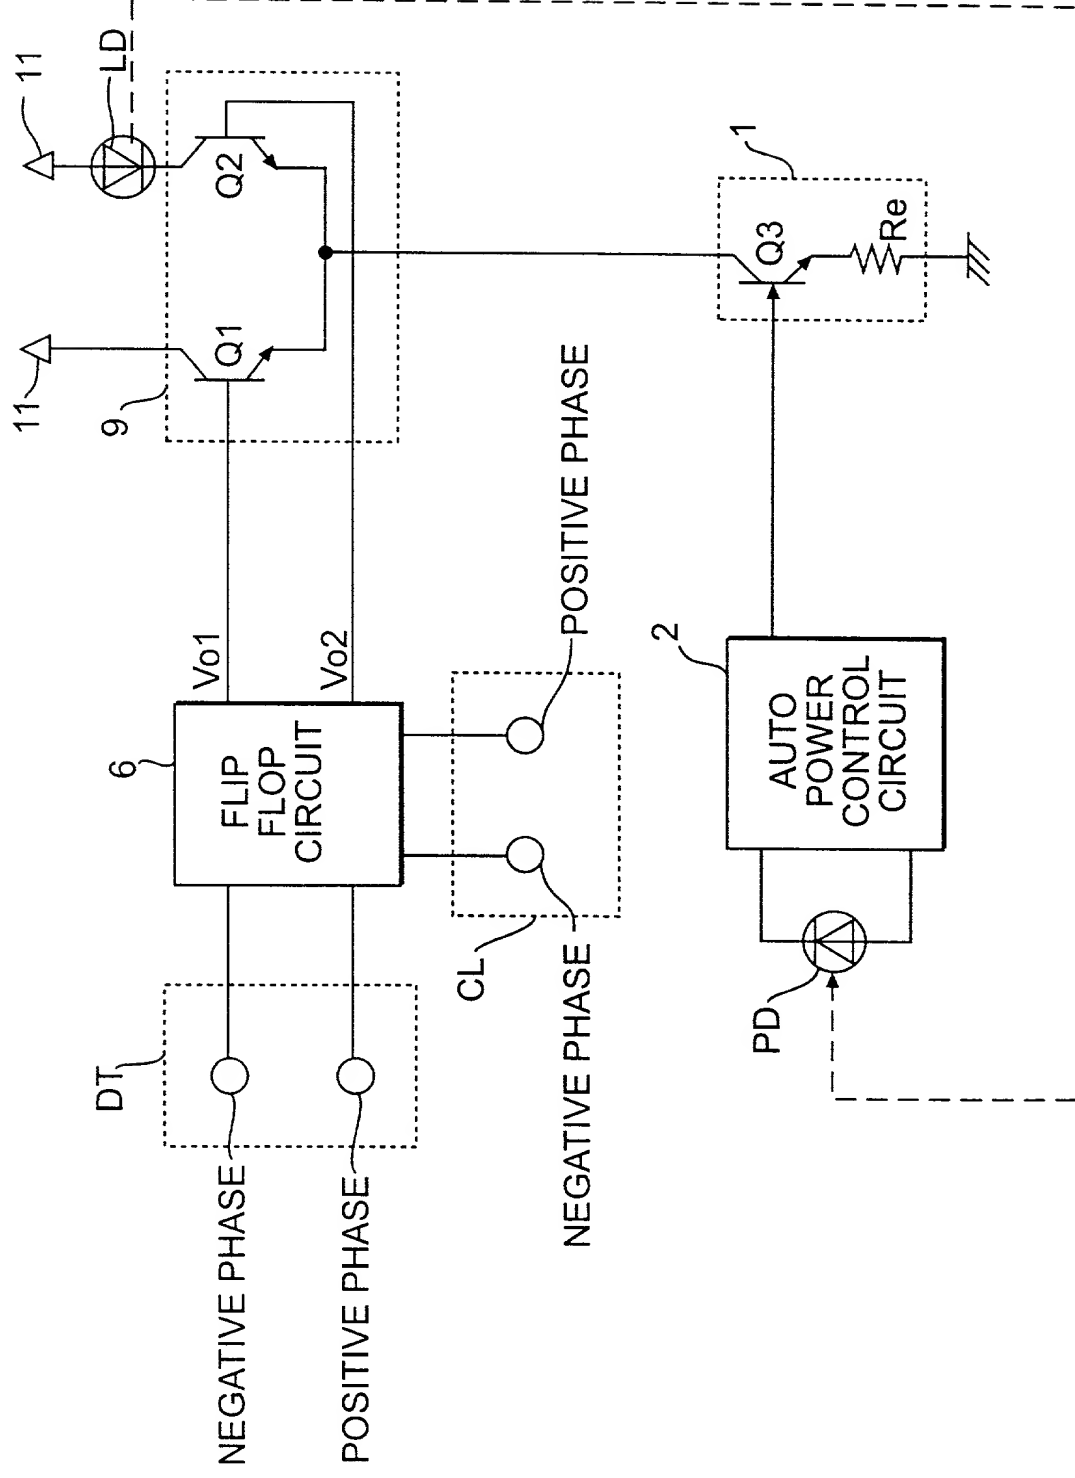 11
LD
11
9
Q1
Q2
Vo1
Vo2
6
FLIP
FLOP
CIRCUIT
DT
NEGATIVE PHASE
POSITIVE PHASE
CL
NEGATIVE PHASE
POSITIVE PHASE
1
Q3
Re
2
AUTO
POWER
CONTROL
CIRCUIT
PD